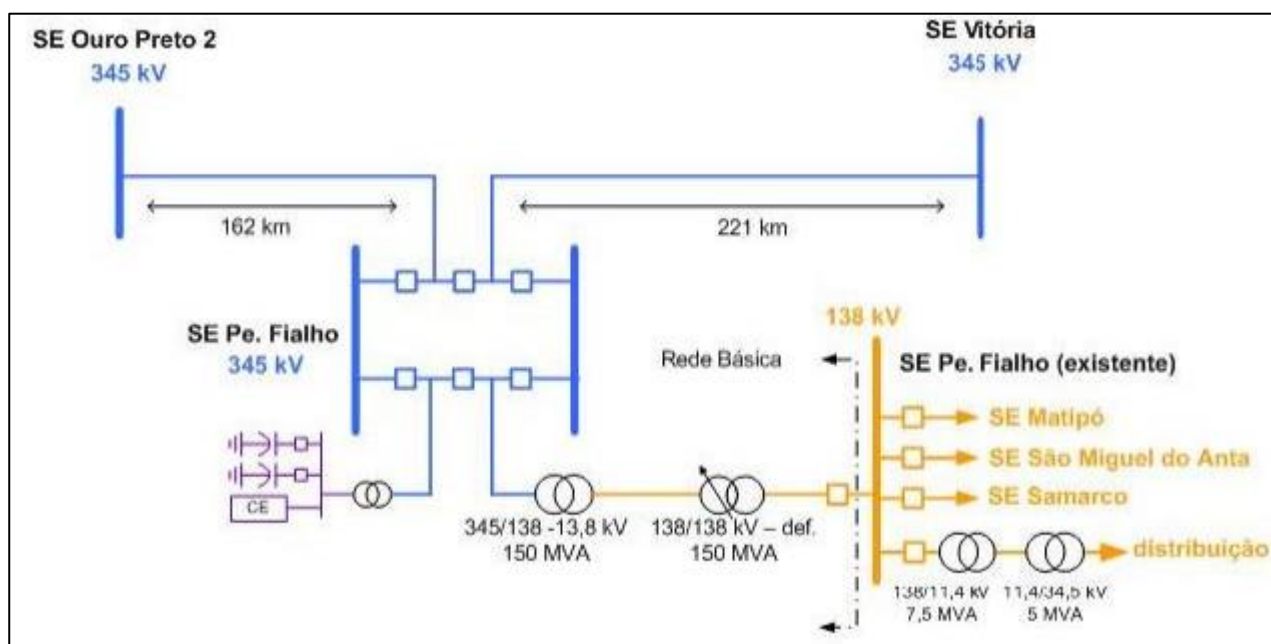 SE Ouro Preto 2
345 kV
SE Vitória
345 kV
162 km
221 km
SE Pe. Fialho
345 kV
138 kV
Rede Básica
SE Pe. Fialho (existente)
SE Matipó
SE São Miguel do Anta
SE Samarco
CE
345/138 -13,8 kV
150 MVA
138/138 kV – def.
150 MVA
distribuição
138/11,4 kV
7,5 MVA
11,4/34,5 kV
5 MVA